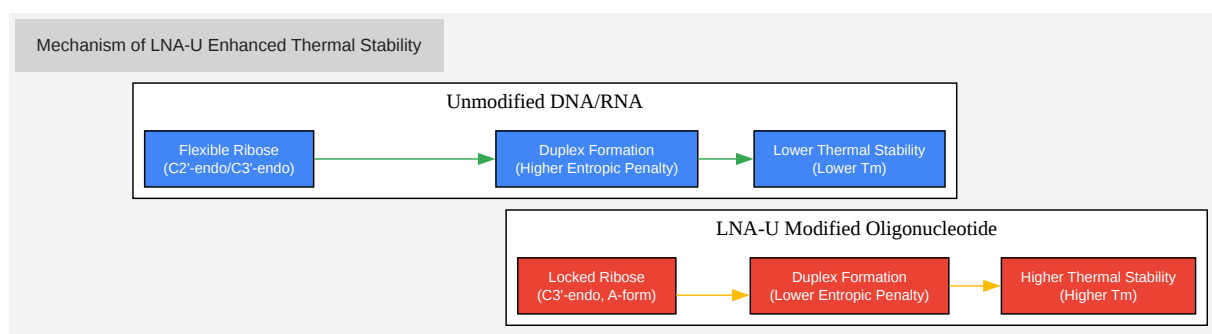 Mechanism of LNA-U Enhanced Thermal Stability
Unmodified DNA/RNA
Flexible Ribose
(C2'-endo/C3'-endo)
Duplex Formation
(Higher Entropic Penalty)
Lower Thermal Stability
(Lower Tm)
LNA-U Modified Oligonucleotide
Locked Ribose
(C3'-endo, A-form)
Duplex Formation
(Lower Entropic Penalty)
Higher Thermal Stability
(Higher Tm)